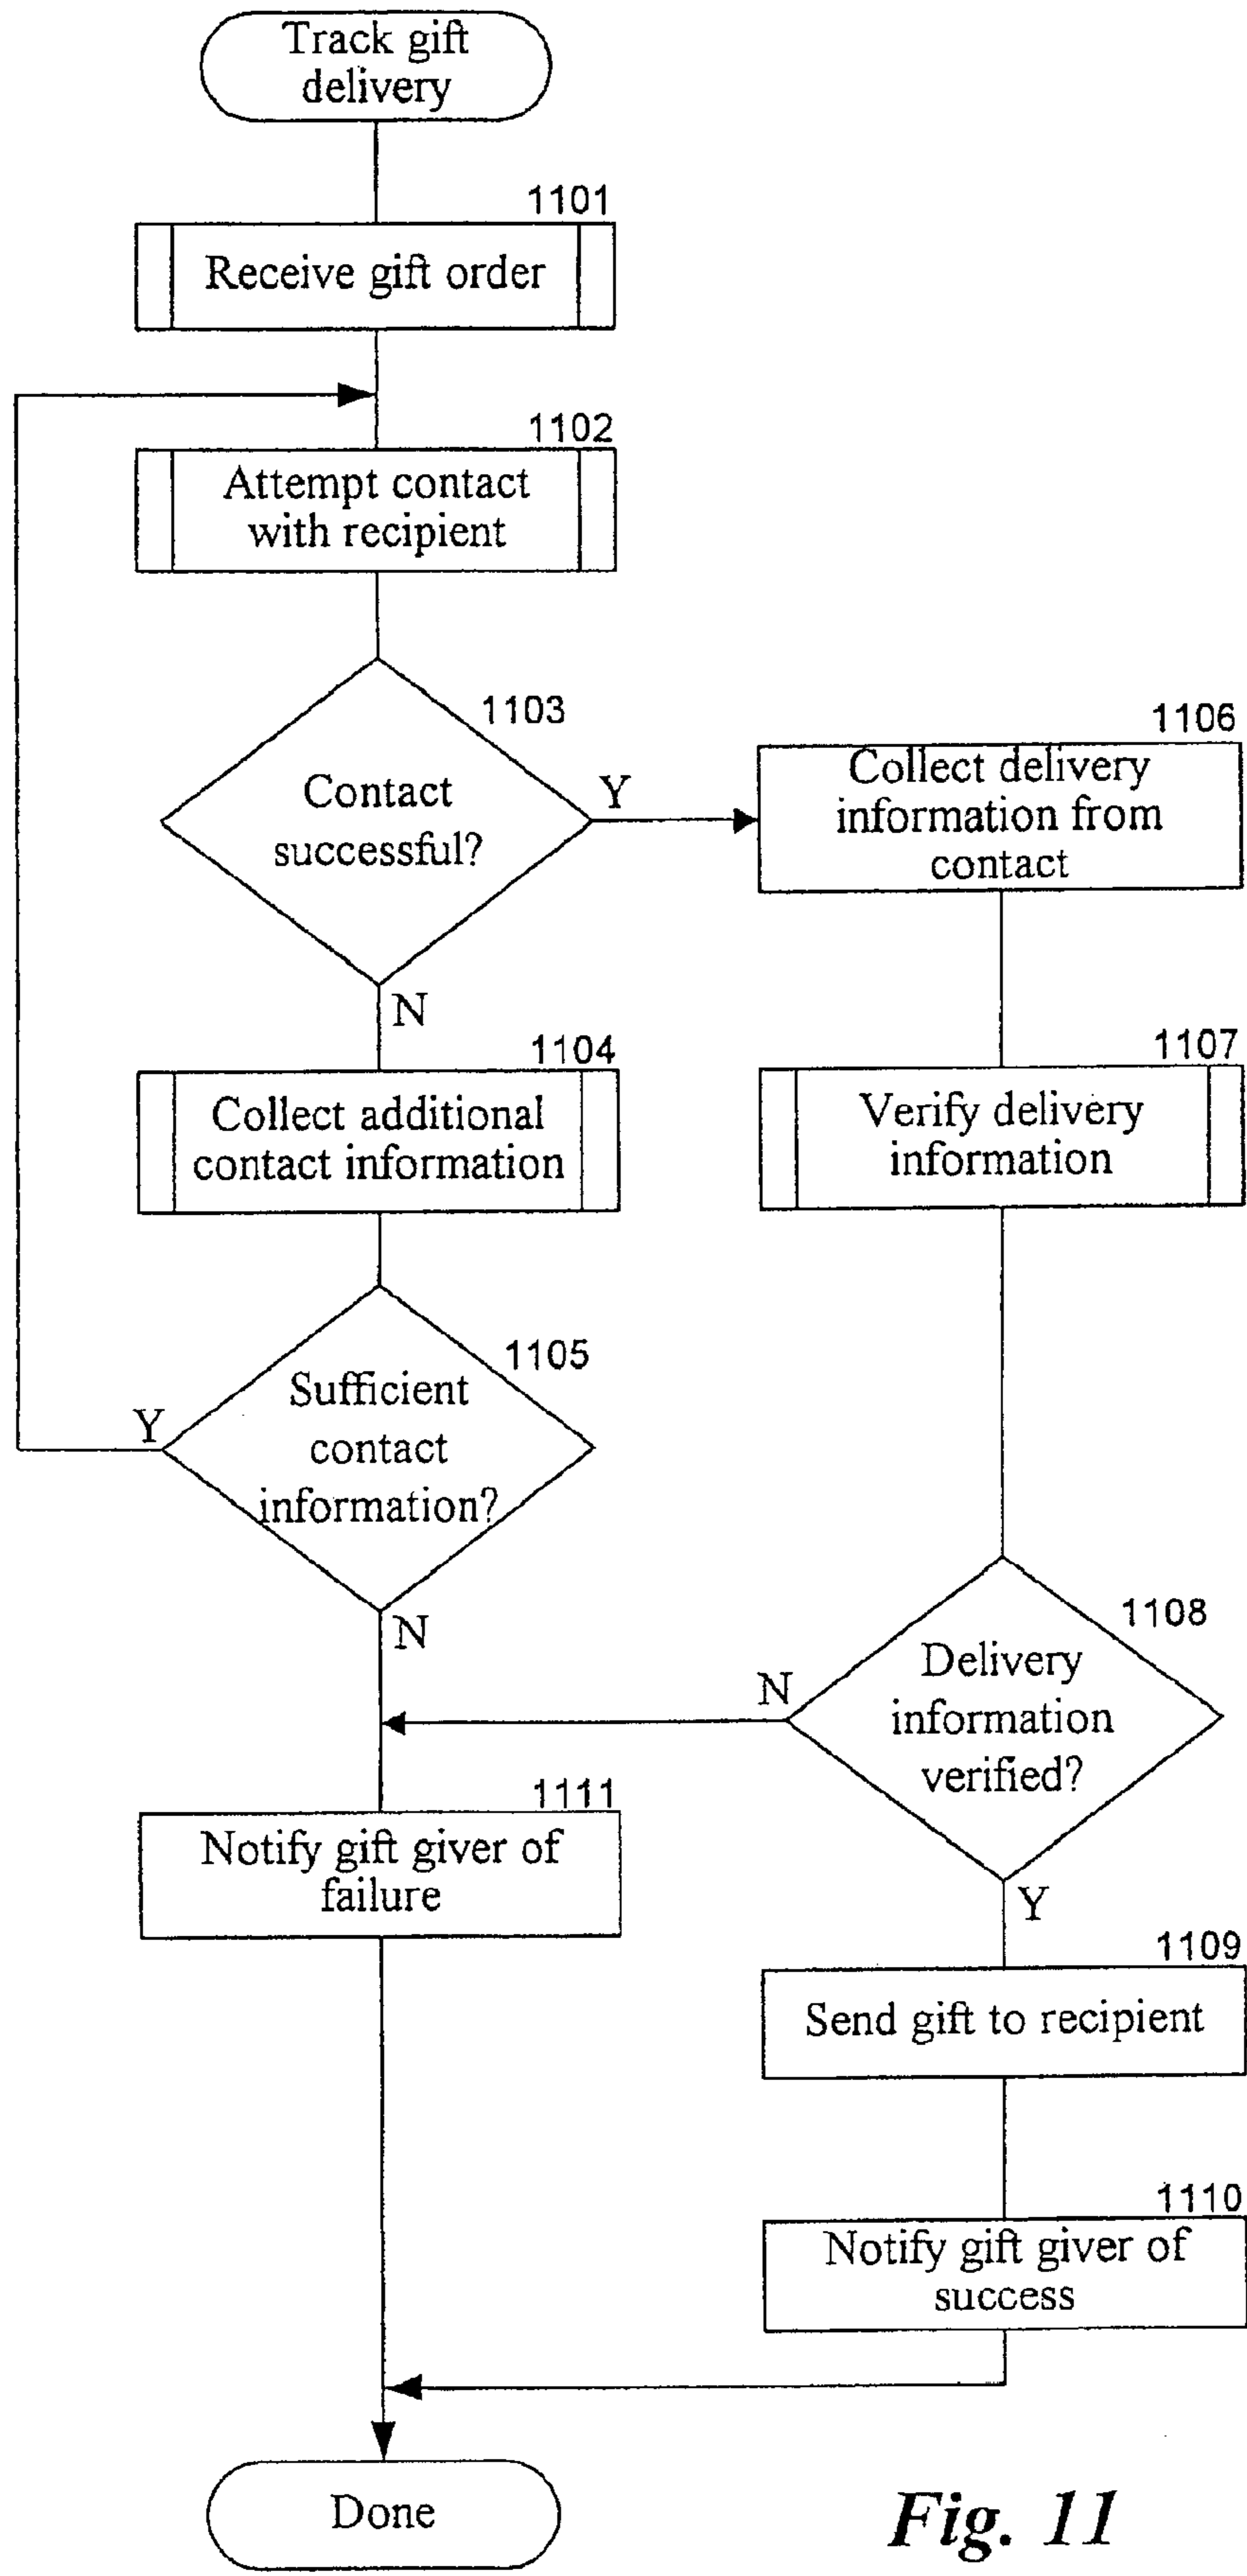 Track gift
delivery
1101
Receive gift order
1102
Attempt contact
with recipient
1103
Contact
successful?
Y
N
1106
Collect delivery
information from
contact
1104
Collect additional
contact information
1107
Verify delivery
information
1105
Sufficient
contact
information?
Y
N
1108
Delivery
information
verified?
N
Y
1111
Notify gift giver of
failure
1109
Send gift to recipient
1110
Notify gift giver of
success
Done
Fig. 11